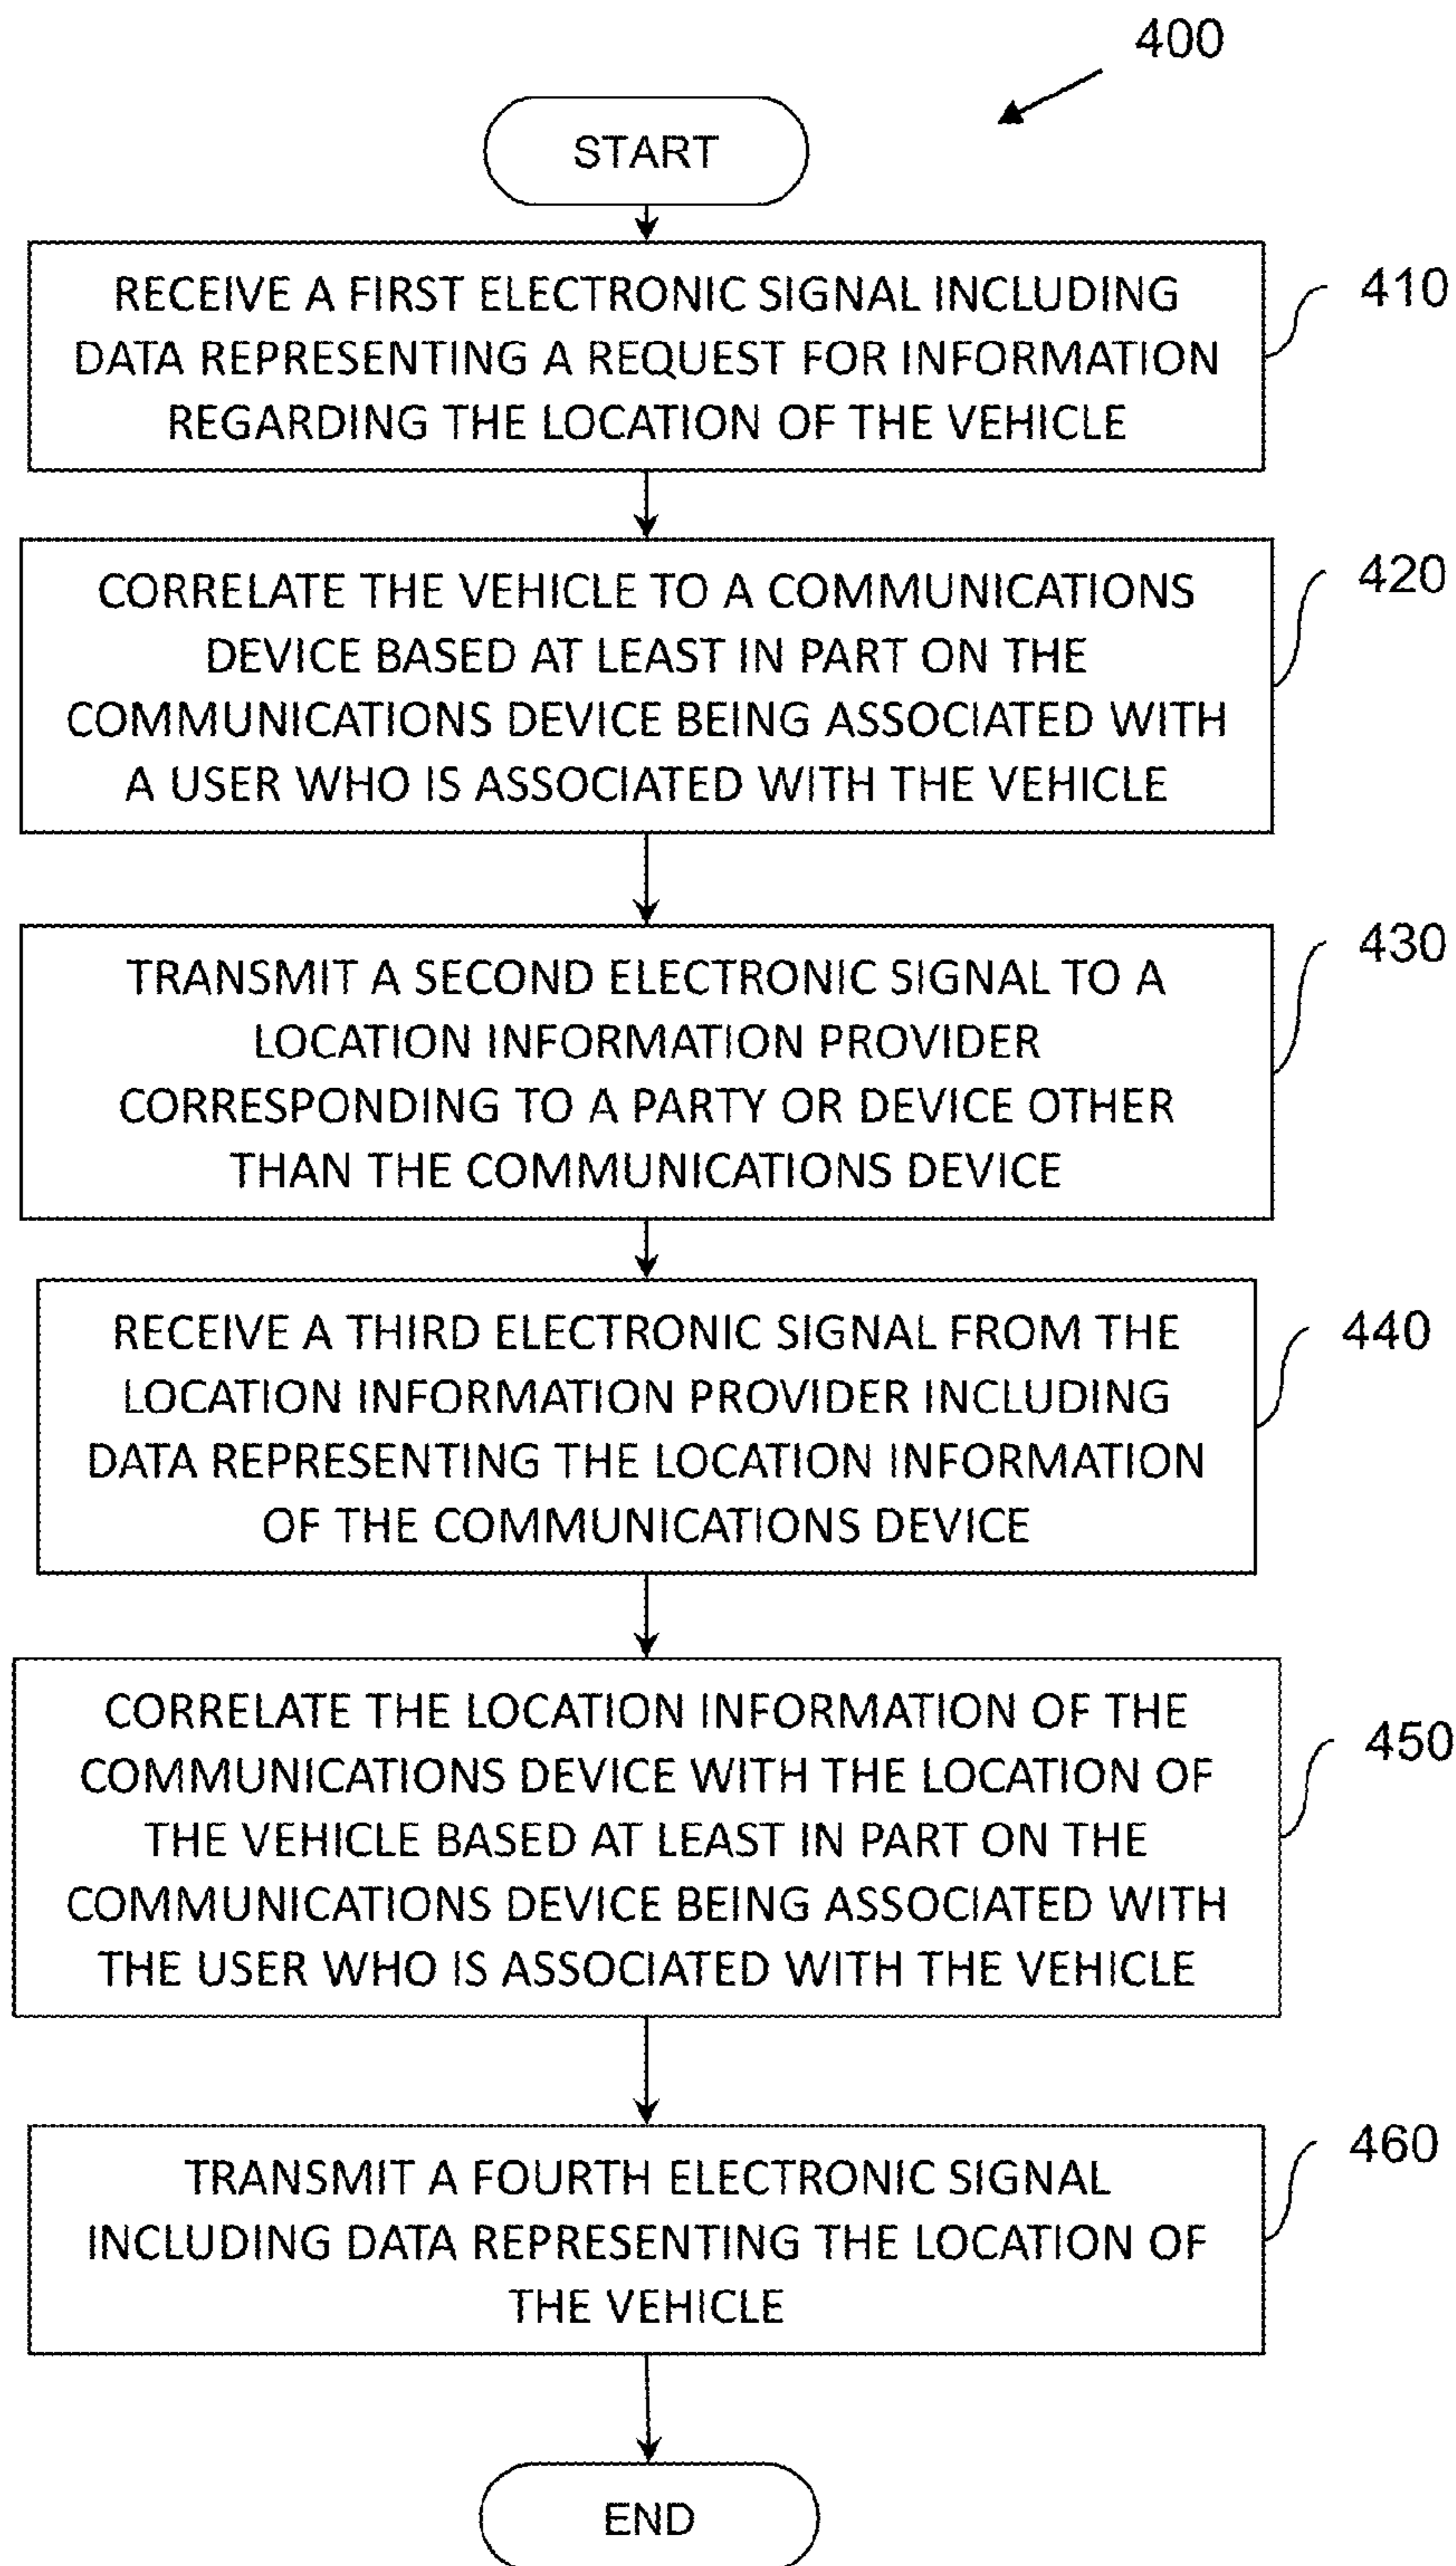 400
START
RECEIVE A FIRST ELECTRONIC SIGNAL INCLUDING
DATA REPRESENTING A REQUEST FOR INFORMATION
REGARDING THE LOCATION OF THE VEHICLE
410
CORRELATE THE VEHICLE TO A COMMUNICATIONS
DEVICE BASED AT LEAST IN PART ON THE
COMMUNICATIONS DEVICE BEING ASSOCIATED WITH
A USER WHO IS ASSOCIATED WITH THE VEHICLE
420
TRANSMIT A SECOND ELECTRONIC SIGNAL TO A
LOCATION INFORMATION PROVIDER
CORRESPONDING TO A PARTY OR DEVICE OTHER
THAN THE COMMUNICATIONS DEVICE
430
RECEIVE A THIRD ELECTRONIC SIGNAL FROM THE
LOCATION INFORMATION PROVIDER INCLUDING
DATA REPRESENTING THE LOCATION INFORMATION
OF THE COMMUNICATIONS DEVICE
440
CORRELATE THE LOCATION INFORMATION OF THE
COMMUNICATIONS DEVICE WITH THE LOCATION OF
THE VEHICLE BASED AT LEAST IN PART ON THE
COMMUNICATIONS DEVICE BEING ASSOCIATED WITH
THE USER WHO IS ASSOCIATED WITH THE VEHICLE
450
TRANSMIT A FOURTH ELECTRONIC SIGNAL
INCLUDING DATA REPRESENTING THE LOCATION OF
THE VEHICLE
460
END